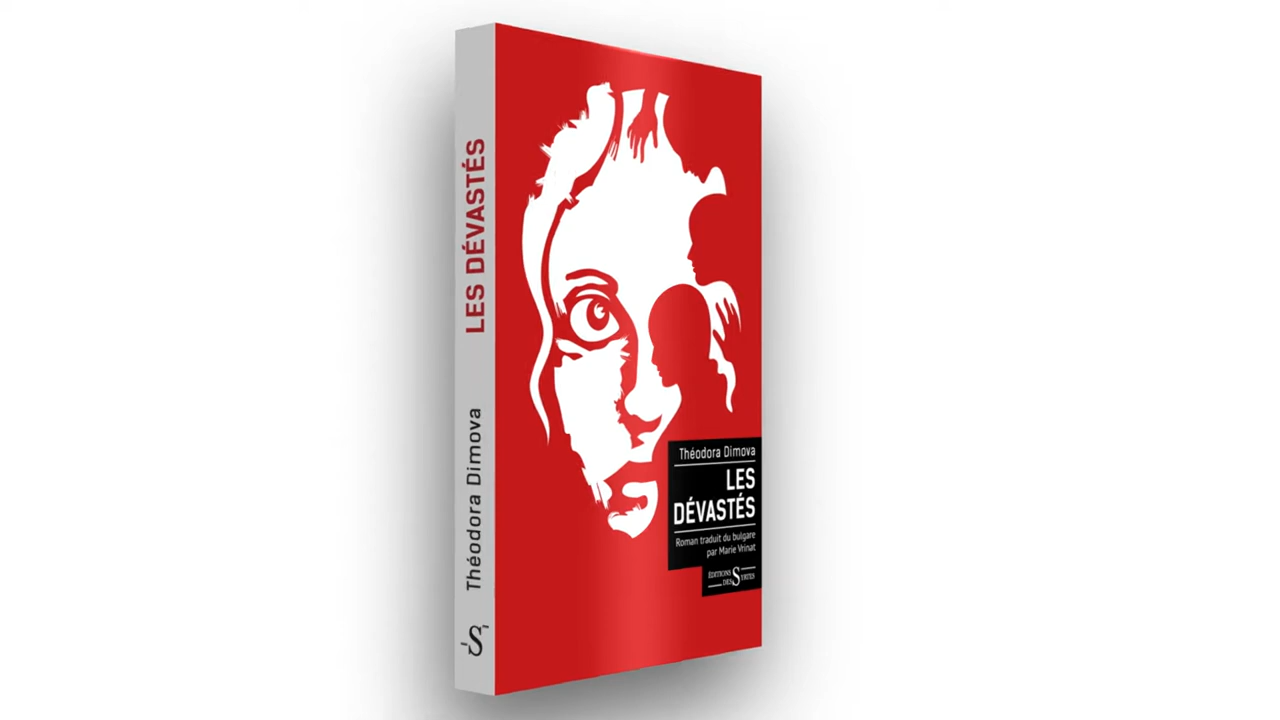 LES DÉVASTÉS
Théodora Dimova
S
Théodora Dimova
LES
DÉVASTÉS
Roman traduit du bulgare
par Marie Vrinat
ÉDITIONS
DES SYRTES